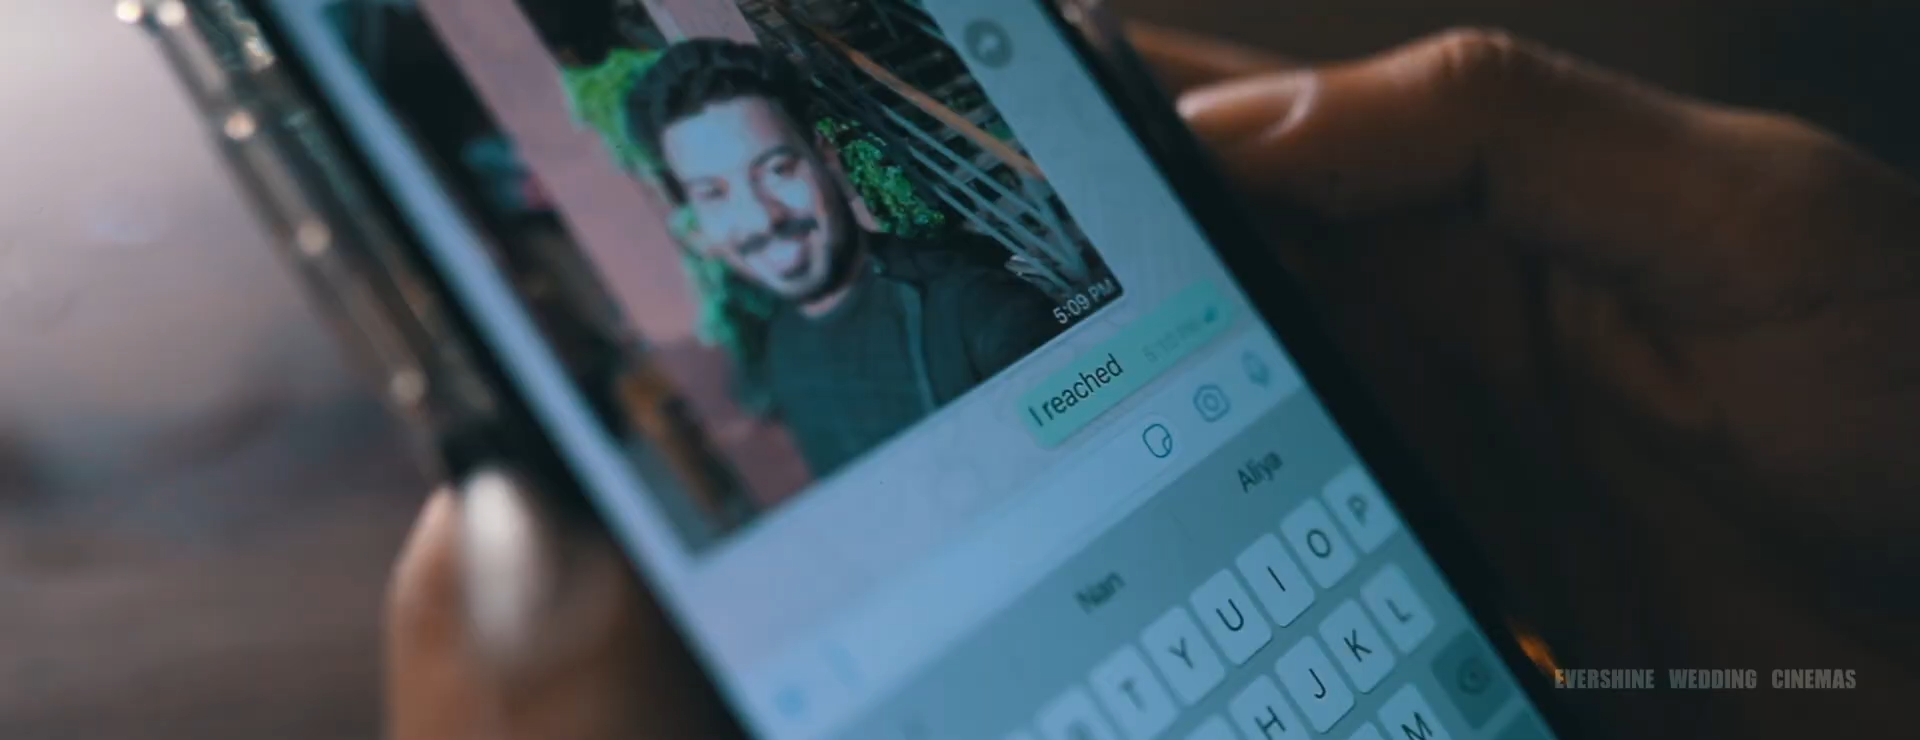 5:09 PM
I reached
Nan Aliya
T Y U I O P
H J K L
M
EVERSHINE WEDDING CINEMAS